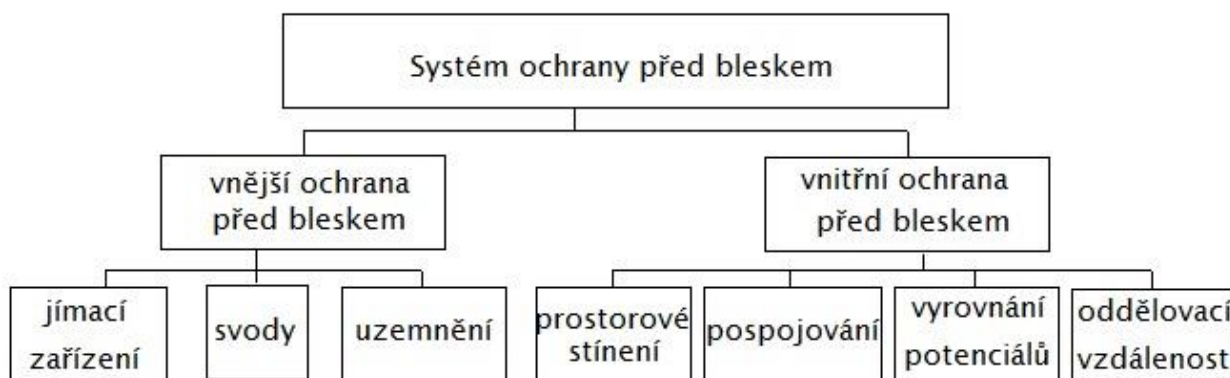 Systém ochrany před bleskem
vnější ochrana
před bleskem
vnitřní ochrana
před bleskem
jímací
zařízení
svody
uzemnění
prostorové
stínení
pospojování
vyrovnání
potenciálů
oddělovací
vzdálenost